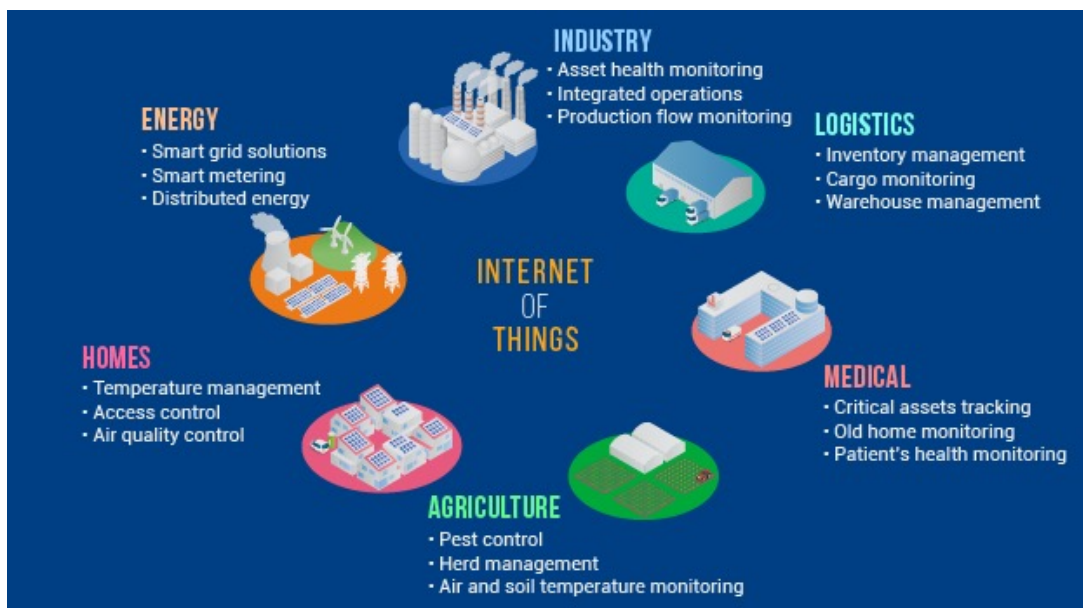 INDUSTRY
• Asset health monitoring
• Integrated operations
• Production flow monitoring
ENERGY
• Smart grid solutions
• Smart metering
• Distributed energy
LOGISTICS
• Inventory management
• Cargo monitoring
• Warehouse management
INTERNET
OF
THINGS
HOMES
• Temperature management
• Access control
• Air quality control
MEDICAL
• Critical assets tracking
• Old home monitoring
• Patient's health monitoring
AGRICULTURE
• Pest control
• Herd management
• Air and soil temperature monitoring